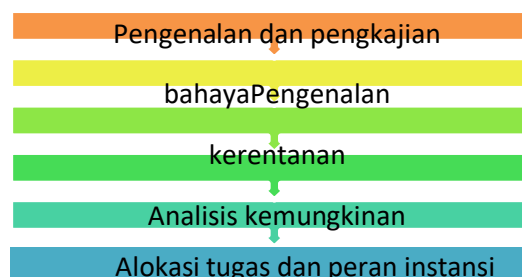 Pengenalan dan pengkajian
bahayaPengenalan
kerentanan
Analisis kemungkinan
Alokasi tugas dan peran instansi